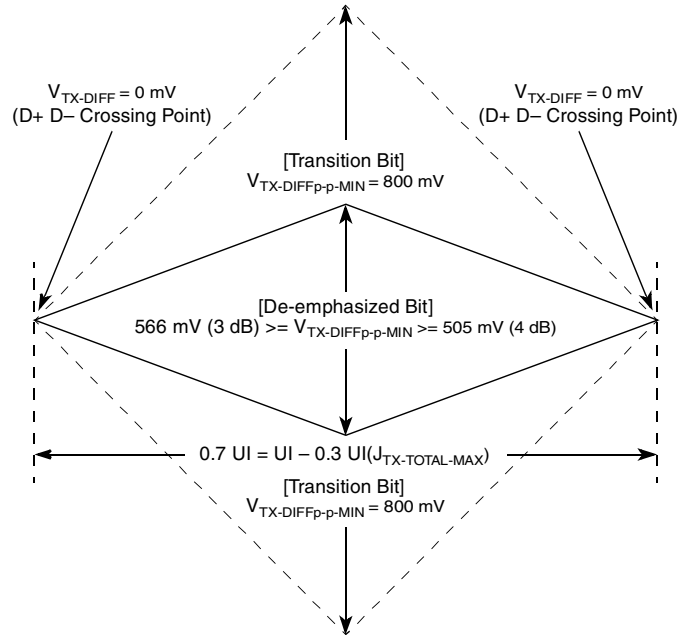 V_TX-DIFF = 0 mV
(D+ D– Crossing Point)
V_TX-DIFF = 0 mV
(D+ D– Crossing Point)
[Transition Bit]
V_TX-DIFFp-p-MIN = 800 mV
[De-emphasized Bit]
566 mV (3 dB) >= V_TX-DIFFp-p-MIN >= 505 mV (4 dB)
0.7 UI = UI – 0.3 UI(J_TX-TOTAL-MAX)
[Transition Bit]
V_TX-DIFFp-p-MIN = 800 mV